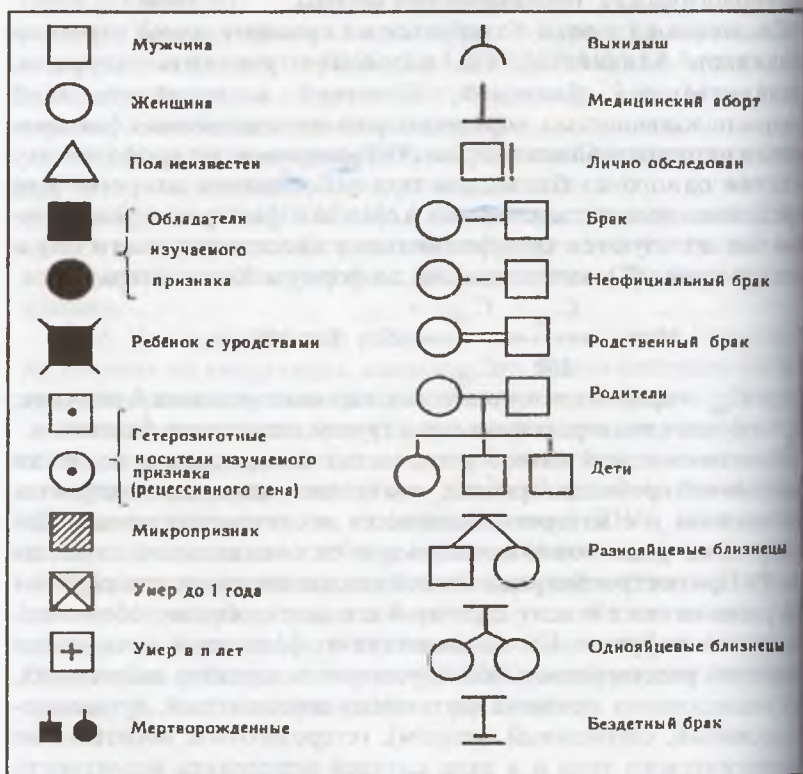 Мужчина
Женщина
Пол неизвестен
Обладатели
изучаемого
признака
Ребёнок с уродствами
Гетерозиготные
носители изучаемого
признака
(рецессивного гена)
Микропризнак
Умер до 1 года
Умер в n лет
Мертворожденные
Выкидыш
Медицинский аборт
Лично обследован
Брак
Неофициальный брак
Родственный брак
Родители
Дети
Разнояйцевые близнецы
Однояйцевые близнецы
Бездетный брак